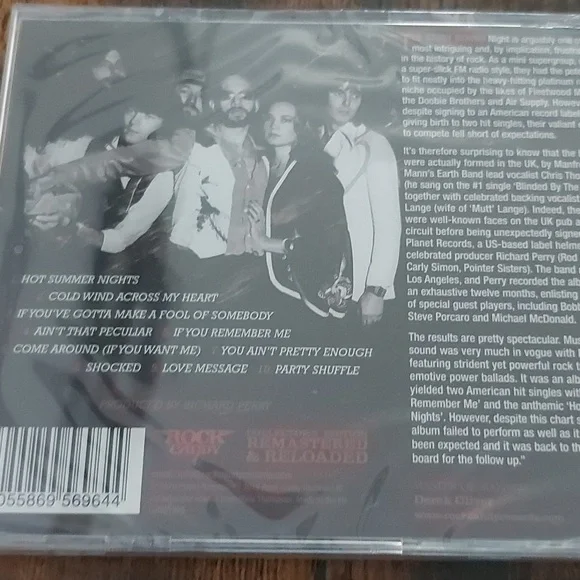 HOT SUMMER NIGHTS
COLD WIND ACROSS MY HEART
IF YOU'VE GOTTA MAKE A FOOL OF SOMEBODY
AIN'T THAT PECULIAR IF YOU REMEMBER ME
COME AROUND (IF YOU WANT ME) 7 YOU AIN'T PRETTY ENOUGH
SHOCKED LOVE MESSAGE 10 PARTY SHUFFLE
PRODUCED BY RICHARD PERRY
ROCK
CANDY
REMASTERED
& RELOADED
055869 569644
Night is arguably one
most intriguing and, by implication,
in the history of rock. As a mini supergroup,
a super-slick FM radio style, they had the
to fit neatly into the heavy-hitting platinum
niche occupied by the likes of Fleetwood M
the Doobie Brothers and Air Supply. However
despite signing to an American record label
giving birth to two hit singles, their valiant
to compete fell short of expectations.
It's therefore surprising to know that the
were actually formed in the UK, by Manfr
Mann's Earth Band lead vocalist Chris Tho
(he sang on the #1 single 'Blinded By The
together with celebrated backing vocalist
Lange (wife of 'Mutt' Lange). Indeed, the
were well-known faces on the UK pub a
circuit before being unexpectedly signe
Planet Records, a US-based label helme
celebrated producer Richard Perry (Rod
Carly Simon, Pointer Sisters). The band
Los Angeles, and Perry recorded the alb
an exhaustive twelve months, enlisting
of special guest players, including Bobb
Steve Porcaro and Michael McDonald.
The results are pretty spectacular. Mus
sound was very much in vogue with
featuring strident yet powerful rock t
emotive power ballads. It was an alb
yielded two American hit singles with
Remember Me' and the anthemic 'Ho
Nights'. However, despite this chart s
album failed to perform as well as it
been expected and it was back to th
board for the follow up."